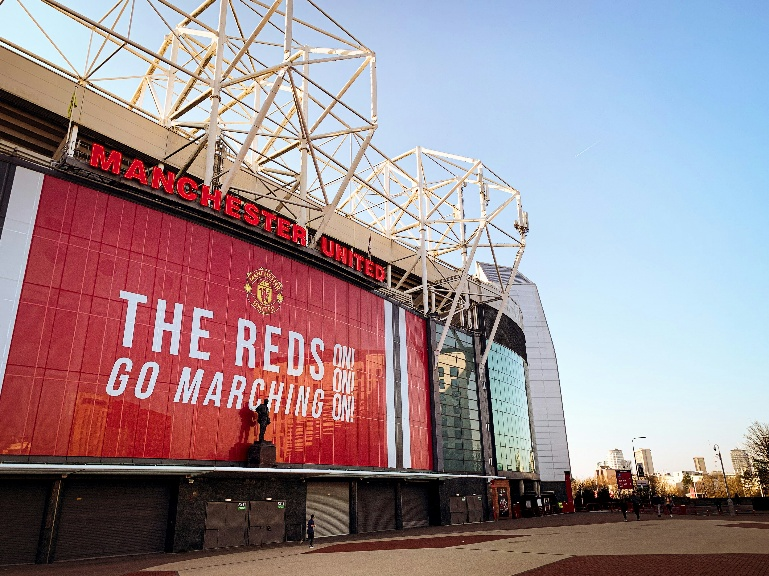 MANCHESTER UNITED
THE REDS ON!
GO MARCHING ON!
ON!